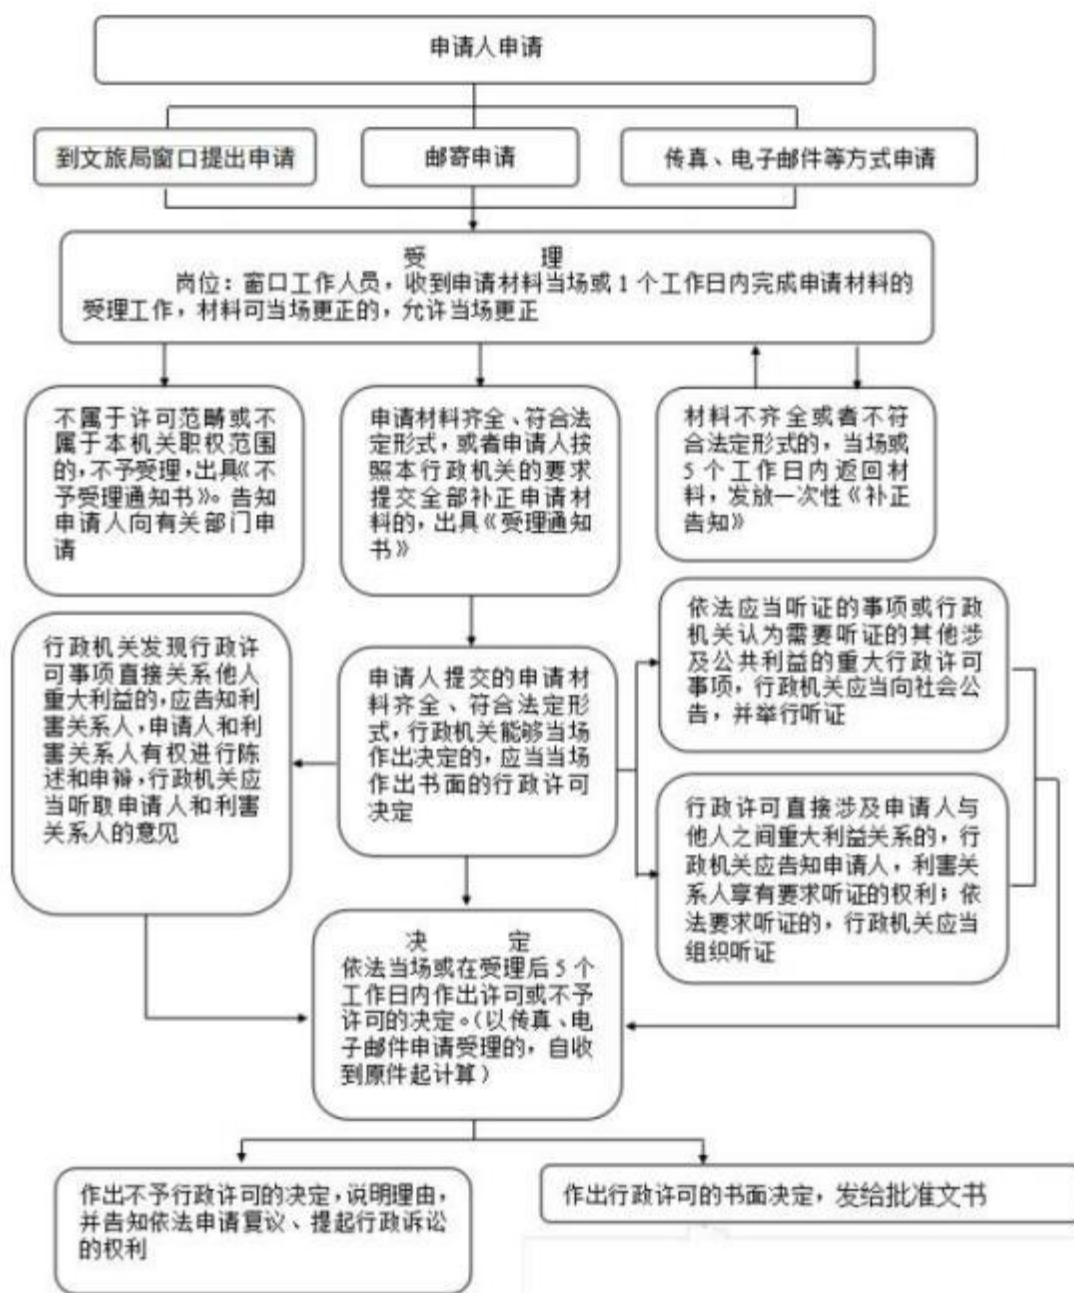 申请人申请
到文旅局窗口提出申请
邮寄申请
传真、电子邮件等方式申请
受 理
岗位：窗口工作人员，收到申请材料当场或1个工作日内完成申请材料的
受理工作，材料可当场更正的，允许当场更正
不属于许可范畴或不
属于本机关职权范围
的，不予受理，出具《不
予受理通知书》。告知
申请人向有关部门申
请
申请材料齐全、符合法
定形式，或者申请人按
照本行政机关的要求
提交全部补正申请材
料的，出具《受理通知
书》
材料不齐全或者不符
合法定形式的，当场或
5个工作日内返回材
料，发放一次性《补正
告知》
行政机关发现行政许
可事项直接关系他人
重大利益的，应告知利
害关系人，申请人和利
害关系人有权进行陈
述和申辩，行政机关应
当听取申请人和利害
关系人的意见
申请人提交的申请材
料齐全、符合法定形
式，行政机关能够当场
作出决定的，应当当场
作出书面的行政许可
决定
依法应当听证的事项或行政
机关认为需要听证的其他涉
及公共利益的重大行政许可
事项，行政机关应当向社会公
告，并举行听证
行政许可直接涉及申请人与
他人之间重大利益关系的，行
政机关应告知申请人，利害关
系人享有要求听证的权利；依
法要求听证的，行政机关应当
组织听证
决 定
依法当场或在受理后5个
工作日内作出许可或不予
许可的决定。（以传真、电
子邮件申请受理的，自收
到原件起计算）
作出不予行政许可的决定，说明理由，
并告知依法申请复议、提起行政诉讼
的权利
作出行政许可的书面决定，发给批准文书